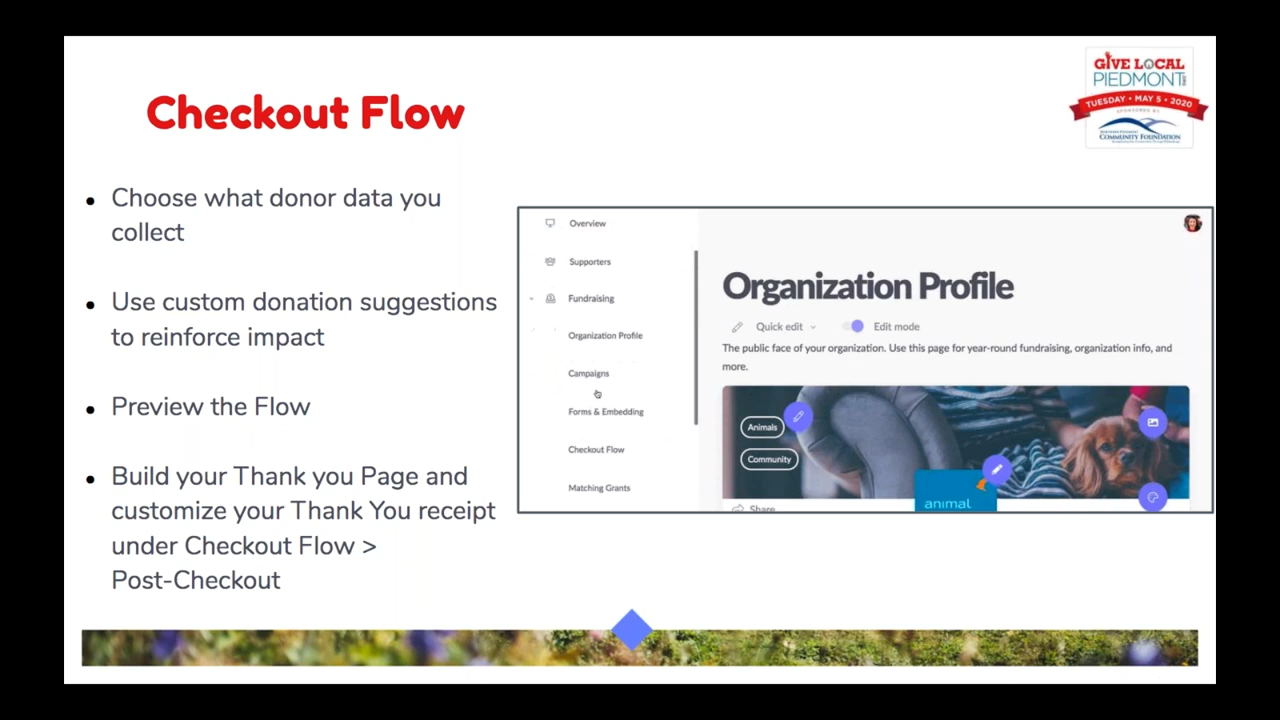 Checkout Flow
GIVE LOCAL
PIEDMONT
TUESDAY • MAY 5 • 2020
SPONSORED BY
NORTHERN PIEDMONT
COMMUNITY FOUNDATION
• Choose what donor data you
collect
• Use custom donation suggestions
to reinforce impact
• Preview the Flow
• Build your Thank you Page and
customize your Thank You receipt
under Checkout Flow >
Post-Checkout
Overview
Supporters
Fundraising
Organization Profile
Campaigns
Forms & Embedding
Checkout Flow
Matching Grants
Organization Profile
Quick edit
Edit mode
The public face of your organization. Use this page for year-round fundraising, organization info, and
more.
Animals
Community
animal
Share